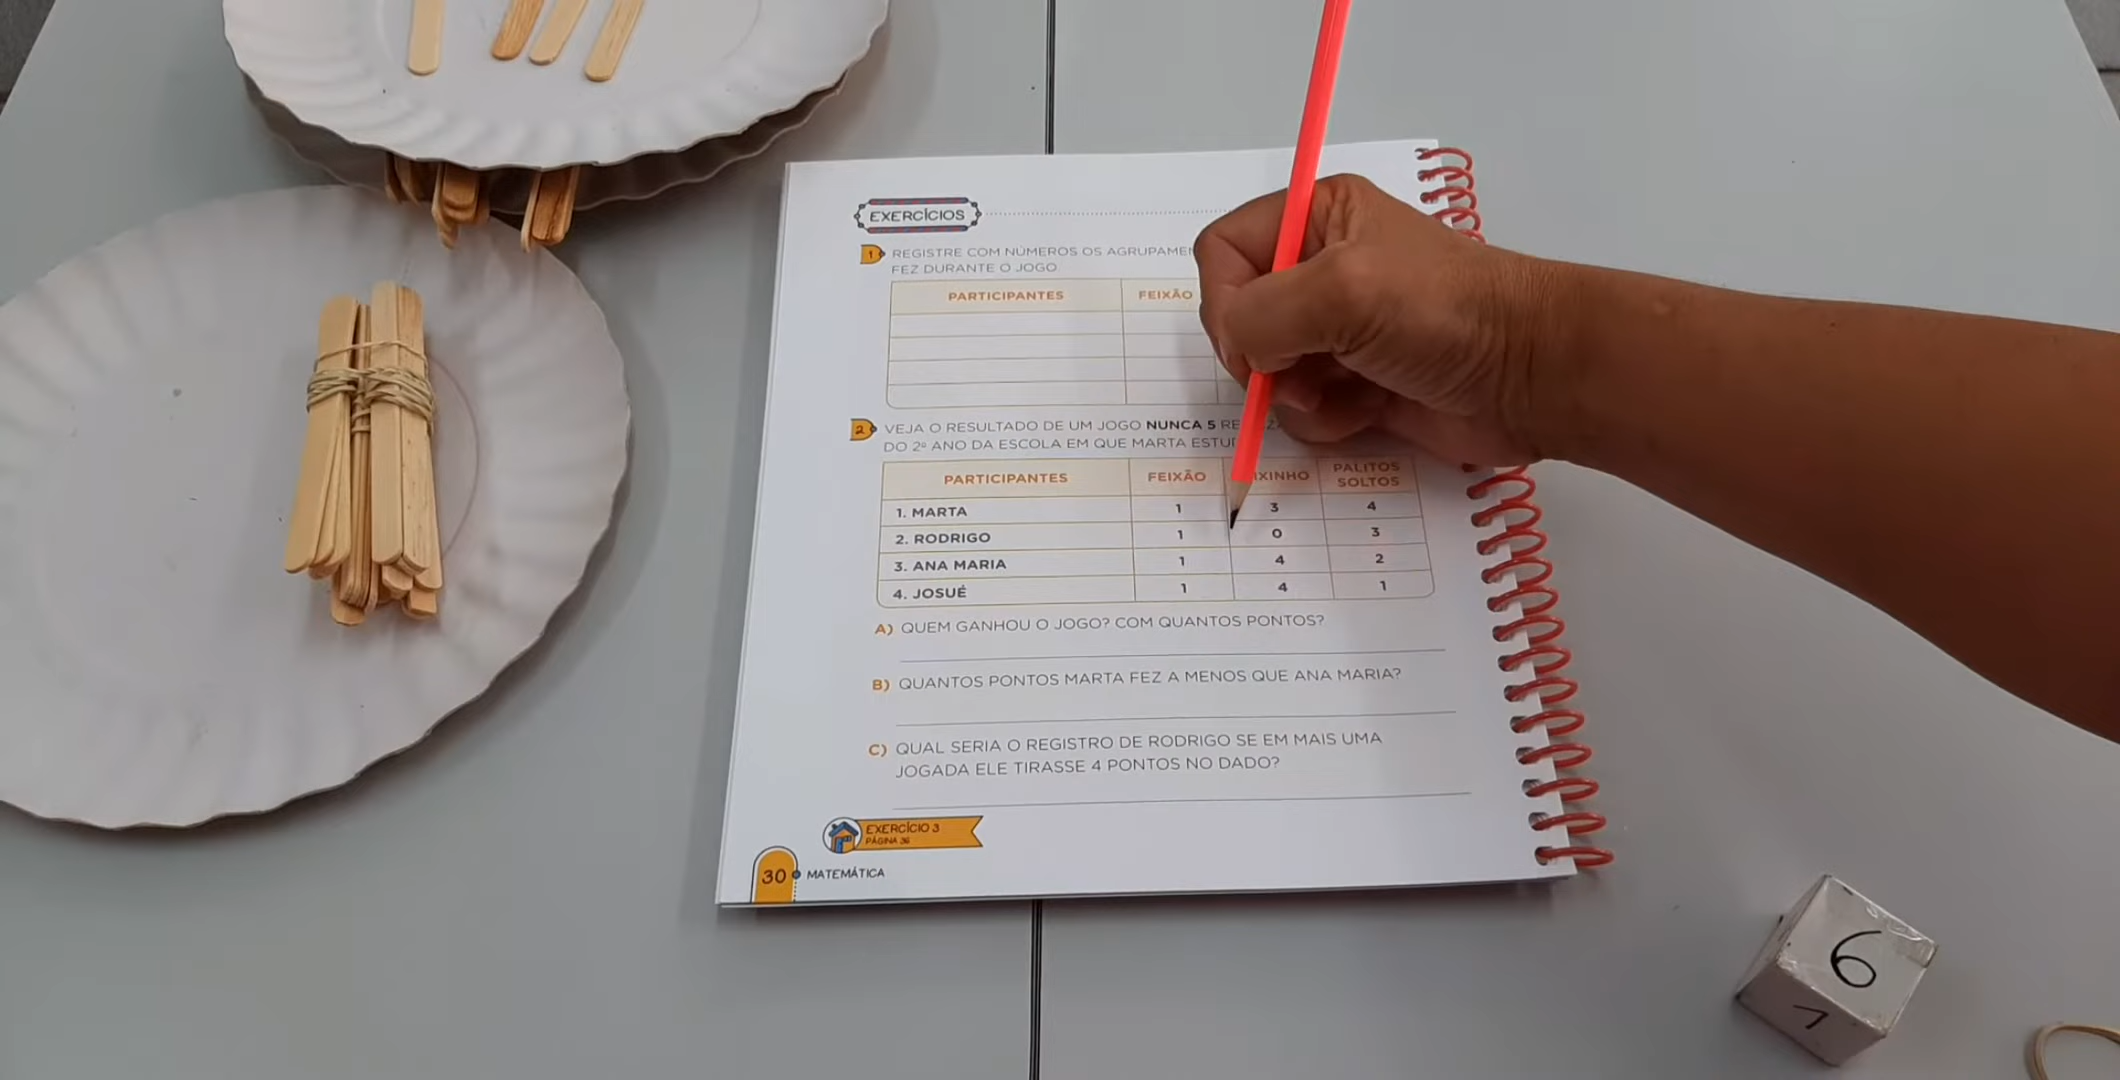 EXERCÍCIOS
1 REGISTRE COM NÚMEROS OS
FEZ DURANTE O JOGO
PARTICIPANTES FEIXÃO
2 VEJA O RESULTADO DE UM JOGO NUNCA 5
DO 2º ANO DA ESCOLA EM QUE MARTA
PARTICIPANTES FEIXÃO PALITOS SOLTOS
1. MARTA 1 3 4
2. RODRIGO 1 0 3
3. ANA MARIA 1 4 2
4. JOSUÉ 1 4 1
A) QUEM GANHOU O JOGO? COM QUANTOS PONTOS?
B) QUANTOS PONTOS MARTA FEZ A MENOS QUE ANA MARIA?
C) QUAL SERIA O REGISTRO DE RODRIGO SE EM MAIS UMA
JOGADA ELE TIRASSE 4 PONTOS NO DADO?
EXERCÍCIO 3
PÁGINA 36
30 MATEMÁTICA
6
1